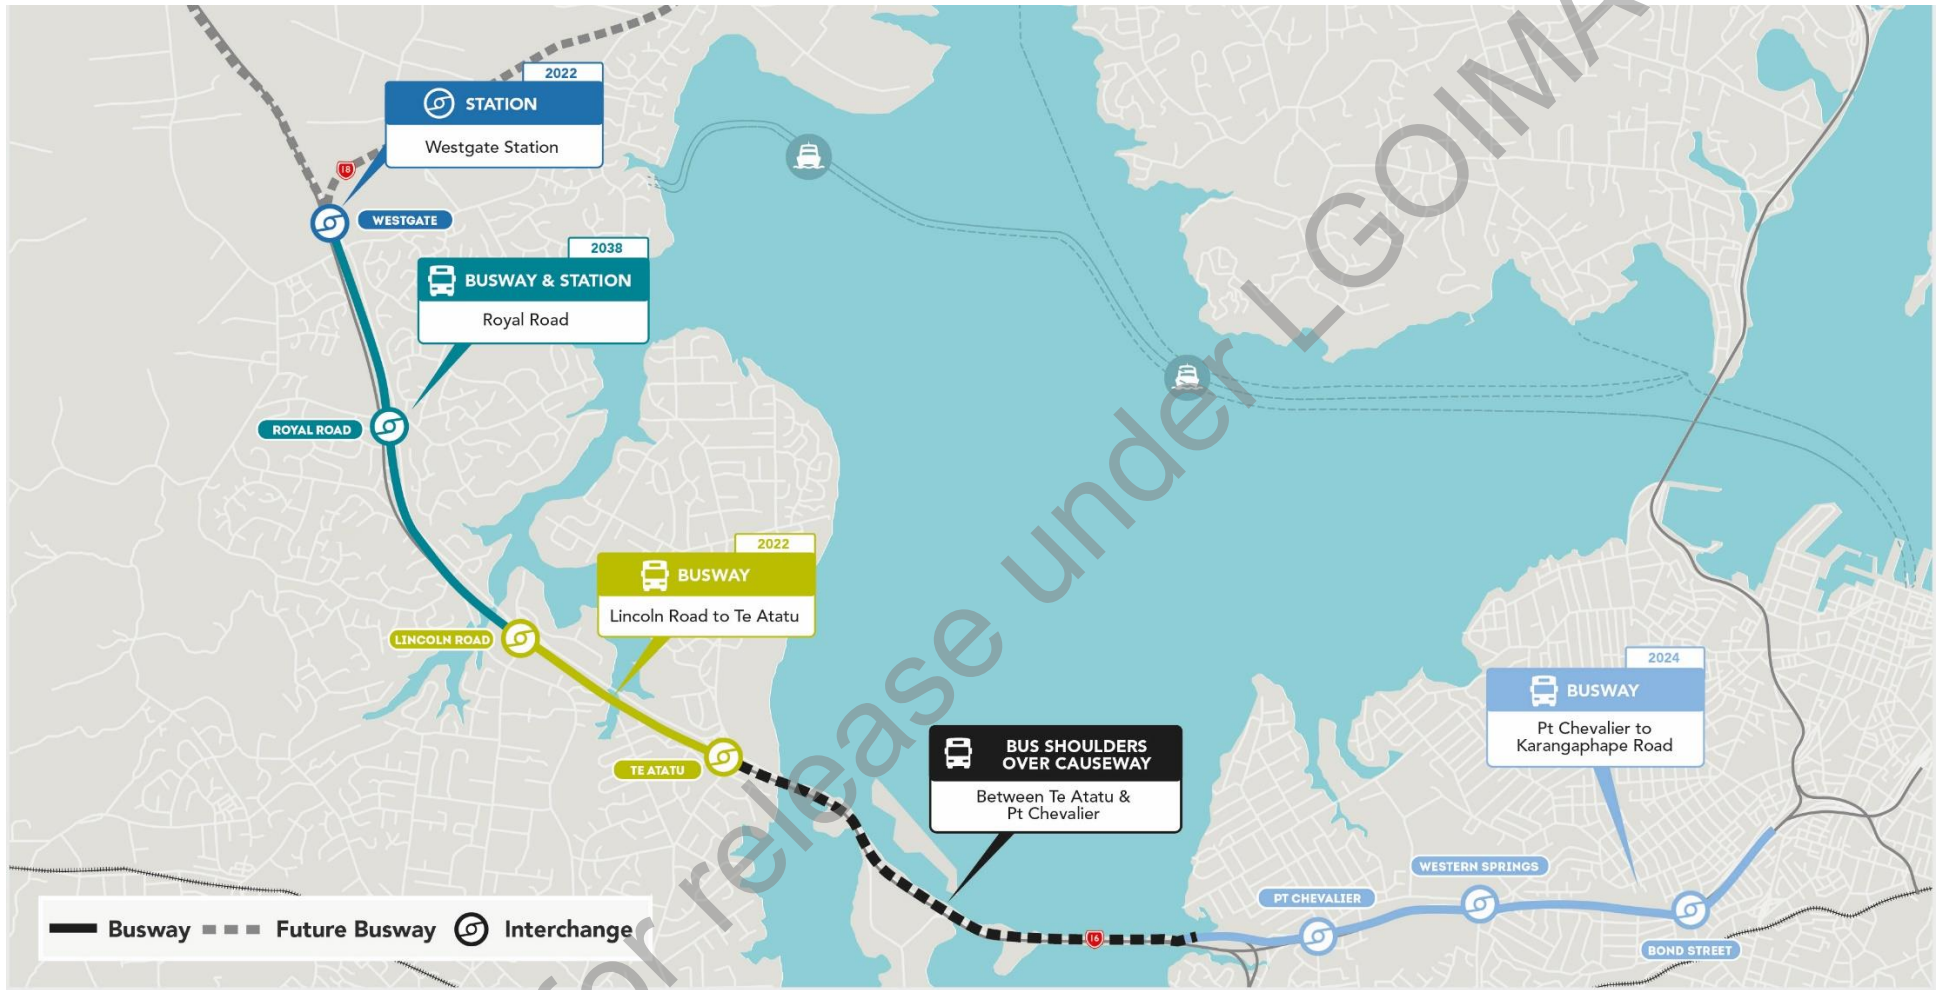 2022
STATION
Westgate Station
18
WESTGATE
2038
BUSWAY & STATION
Royal Road
ROYAL ROAD
2022
BUSWAY
Lincoln Road to Te Atatu
LINCOLN ROAD
TE ATATU
BUS SHOULDERS
OVER CAUSEWAY
Between Te Atatu &
Pt Chevalier
2024
BUSWAY
Pt Chevalier to
Karangaphape Road
WESTERN SPRINGS
PT CHEVALIER
BOND STREET
16
Busway
Future Busway
Interchange
for release under LGOIMA